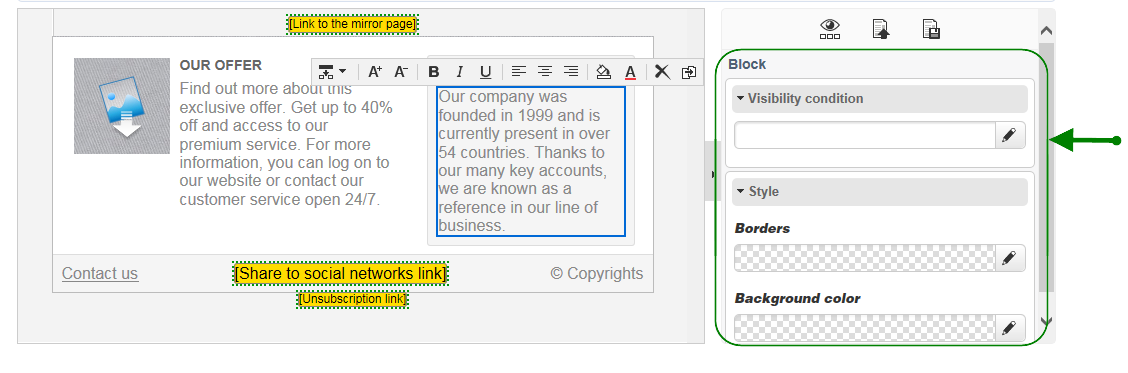 [Link to the mirror page]
OUR OFFER
Find out more about this
exclusive offer. Get up to 40%
off and access to our
premium service. For more
information, you can log on to
our website or contact our
customer service open 24/7.
A+ A- B I U A
Our company was
founded in 1999 and is
currently present in over
54 countries. Thanks to
our many key accounts,
we are known as a
reference in our line of
business.
Contact us
[Share to social networks link]
© Copyrights
[Unsubscription link]
Block
Visibility condition
Style
Borders
Background color